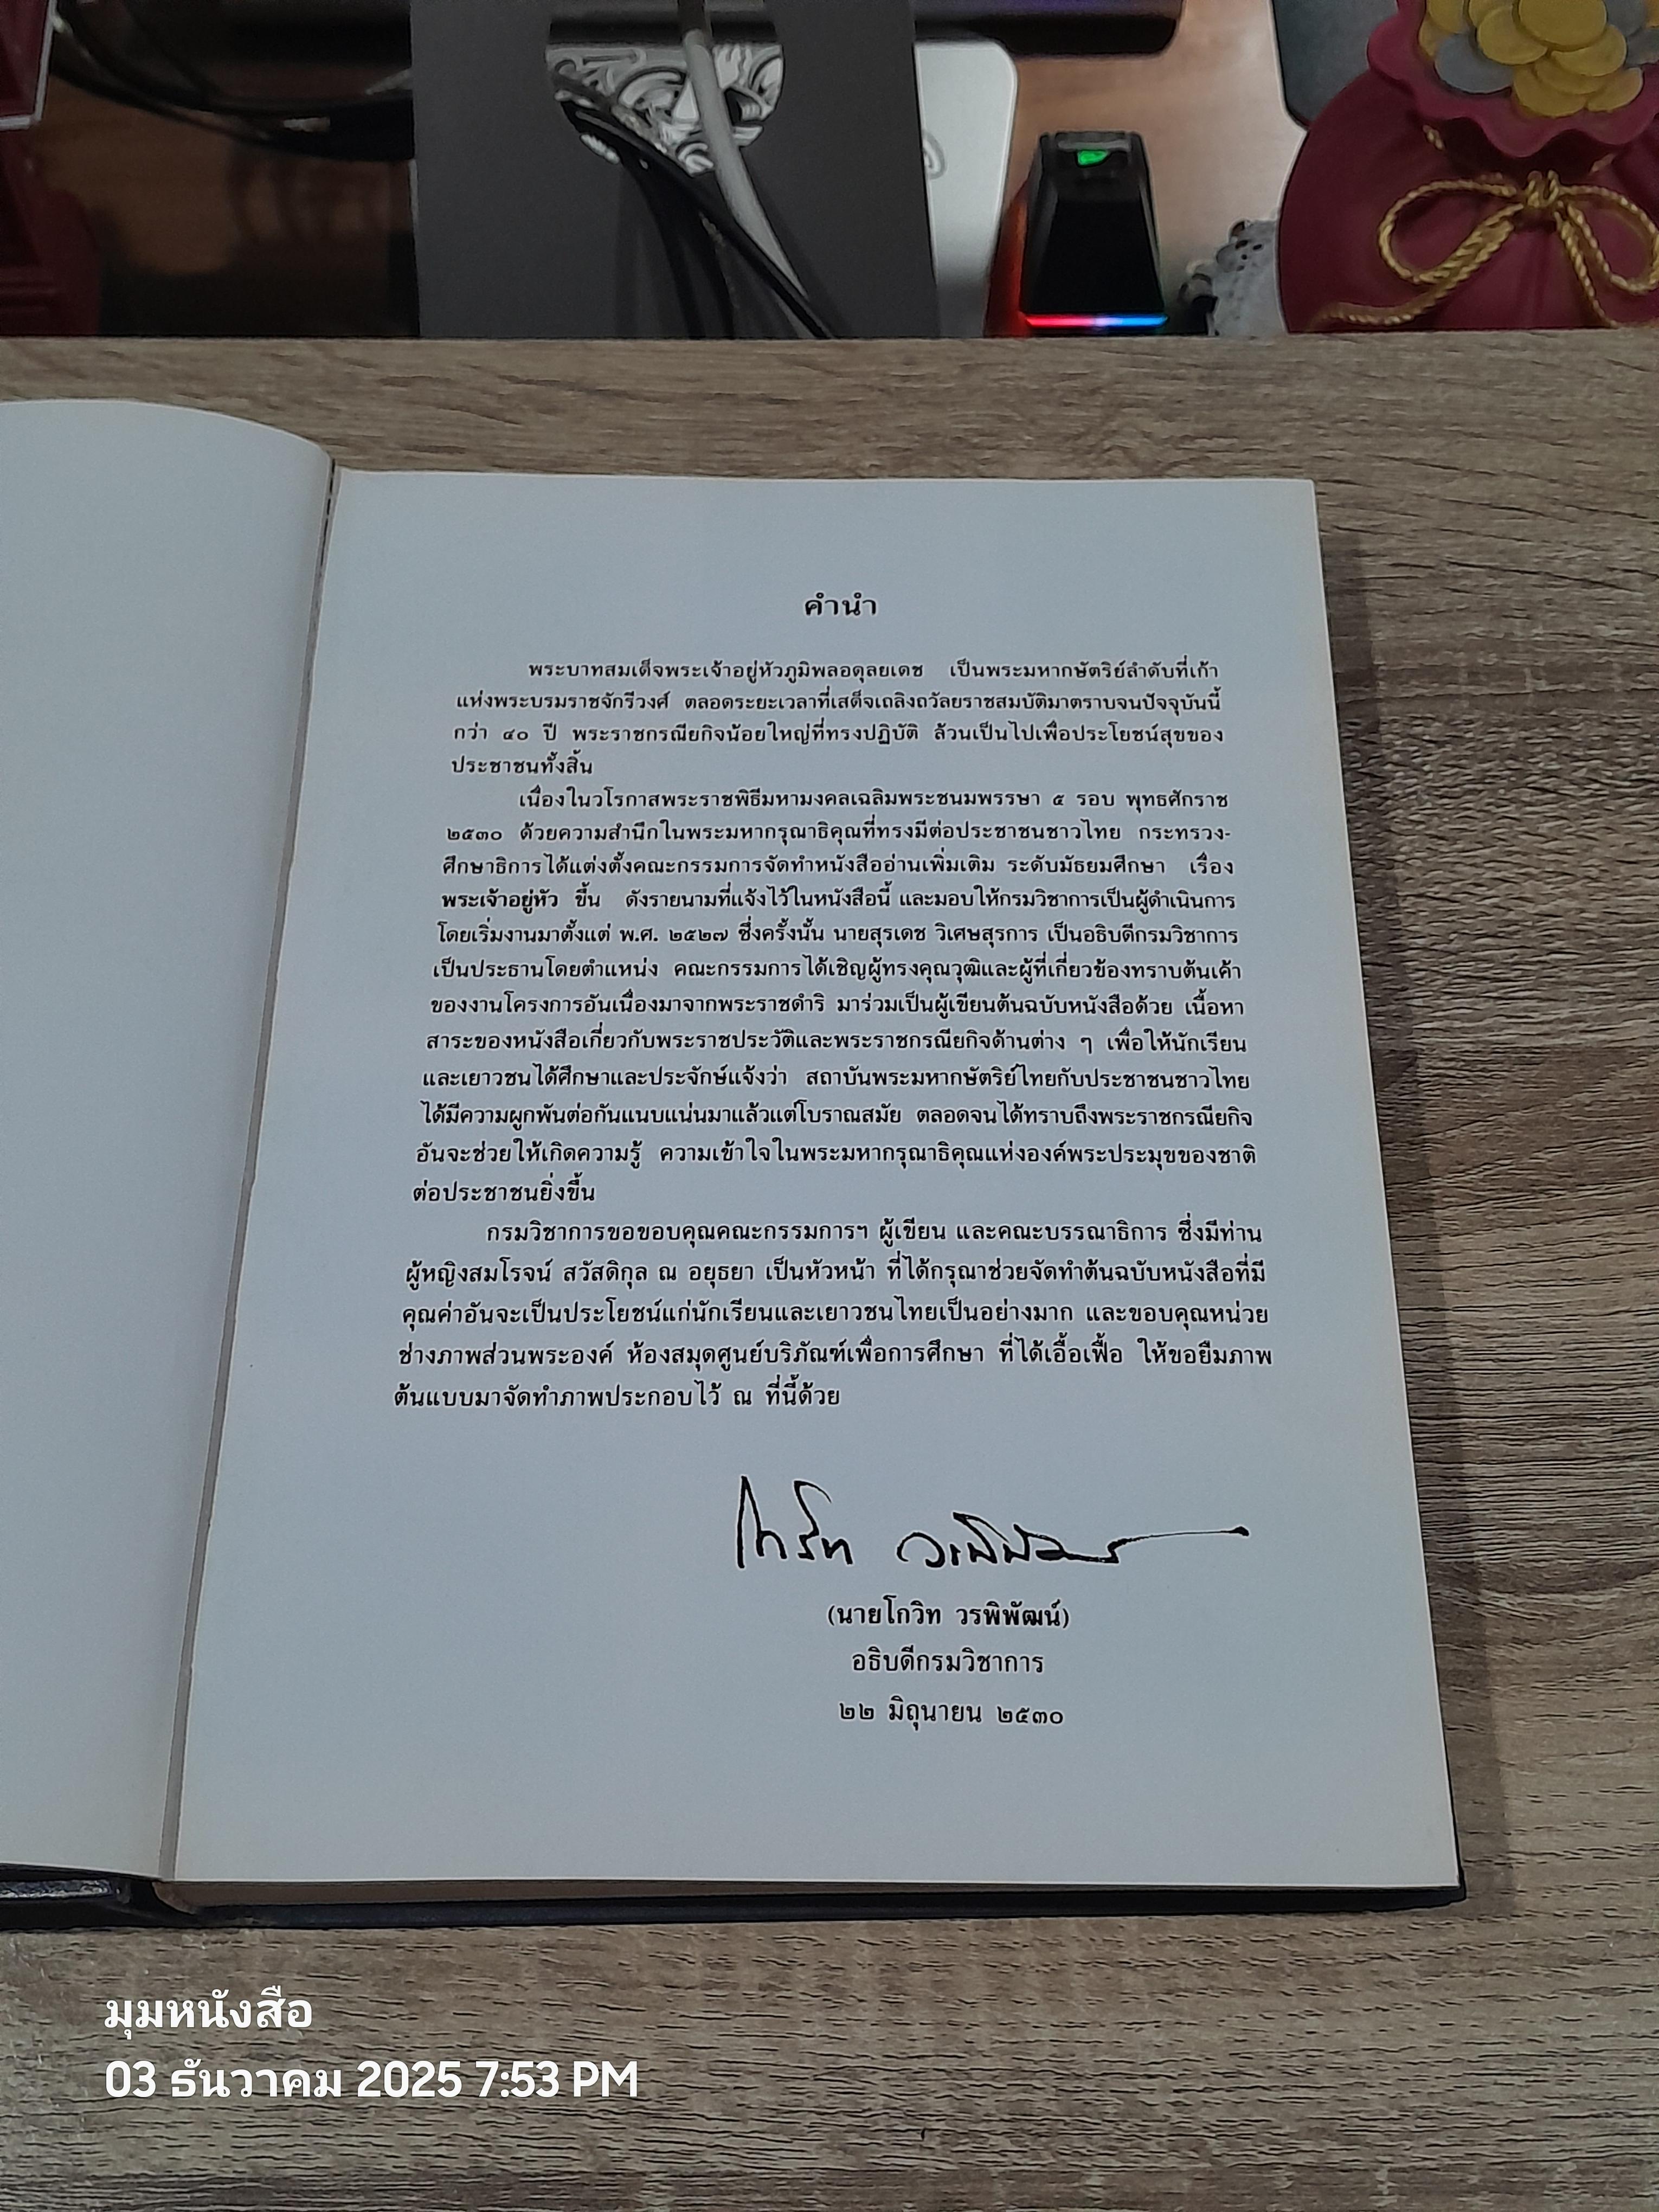 คำนำ
พระบาทสมเด็จพระเจ้าอยู่หัวภูมิพลอดุลยเดช เป็นพระมหากษัตริย์ลำดับที่เก้า
แห่งพระบรมราชจักรีวงศ์ ตลอดระยะเวลาที่เสด็จเถลิงถวัลยราชสมบัติมาตราบจนปัจจุบันนี้
กว่า ๔๐ ปี พระราชกรณียกิจน้อยใหญ่ที่ทรงปฏิบัติ ล้วนเป็นไปเพื่อประโยชน์สุขของ
ประชาชนทั้งสิ้น
เนื่องในวโรกาสพระราชพิธีมหามงคลเฉลิมพระชนมพรรษา ๕ รอบ พุทธศักราช
๒๕๓๐ ด้วยความสำนึกในพระมหากรุณาธิคุณที่ทรงมีต่อประชาชนชาวไทย กระทรวง-
ศึกษาธิการได้แต่งตั้งคณะกรรมการจัดทำหนังสืออ่านเพิ่มเติม ระดับมัธยมศึกษา เรื่อง
พระเจ้าอยู่หัว ขึ้น ดังรายนามที่แจ้งไว้ในหนังสือนี้ และมอบให้กรมวิชาการเป็นผู้ดำเนินการ
โดยเริ่มงานมาตั้งแต่ พ.ศ. ๒๕๒๗ ซึ่งครั้งนั้น นายสุรเดช วิเศษสุรการ เป็นอธิบดีกรมวิชาการ
เป็นประธานโดยตำแหน่ง คณะกรรมการได้เชิญผู้ทรงคุณวุฒิและผู้ที่เกี่ยวข้องทราบต้นเค้า
ของงานโครงการอันเนื่องมาจากพระราชดำริ มาร่วมเป็นผู้เขียนต้นฉบับหนังสือด้วย เนื้อหา
สาระของหนังสือเกี่ยวกับพระราชประวัติและพระราชกรณียกิจด้านต่าง ๆ เพื่อให้นักเรียน
และเยาวชนได้ศึกษาและประจักษ์แจ้งว่า สถาบันพระมหากษัตริย์ไทยกับประชาชนชาวไทย
ได้มีความผูกพันต่อกันแนบแน่นมาแล้วแต่โบราณสมัย ตลอดจนได้ทราบถึงพระราชกรณียกิจ
อันจะช่วยให้เกิดความรู้ ความเข้าใจในพระมหากรุณาธิคุณแห่งองค์พระประมุขของชาติ
ต่อประชาชนยิ่งขึ้น
กรมวิชาการขอขอบคุณคณะกรรมการฯ ผู้เขียน และคณะบรรณาธิการ ซึ่งมีท่าน
ผู้หญิงสมโรจน์ สวัสดิกุล ณ อยุธยา เป็นหัวหน้า ที่ได้กรุณาช่วยจัดทำต้นฉบับหนังสือที่มี
คุณค่าอันจะเป็นประโยชน์แก่นักเรียนและเยาวชนไทยเป็นอย่างมาก และขอบคุณหน่วย
ช่างภาพส่วนพระองค์ ห้องสมุดศูนย์บริภัณฑ์เพื่อการศึกษา ที่ได้เอื้อเฟื้อ ให้ขอยืมภาพ
ต้นแบบมาจัดทำภาพประกอบไว้ ณ ที่นี้ด้วย
โกวิท วรพิพัฒน์
(นายโกวิท วรพิพัฒน์)
อธิบดีกรมวิชาการ
๒๒ มิถุนายน ๒๕๓๐
มุมหนังสือ
03 ธันวาคม 2025 7:53 PM